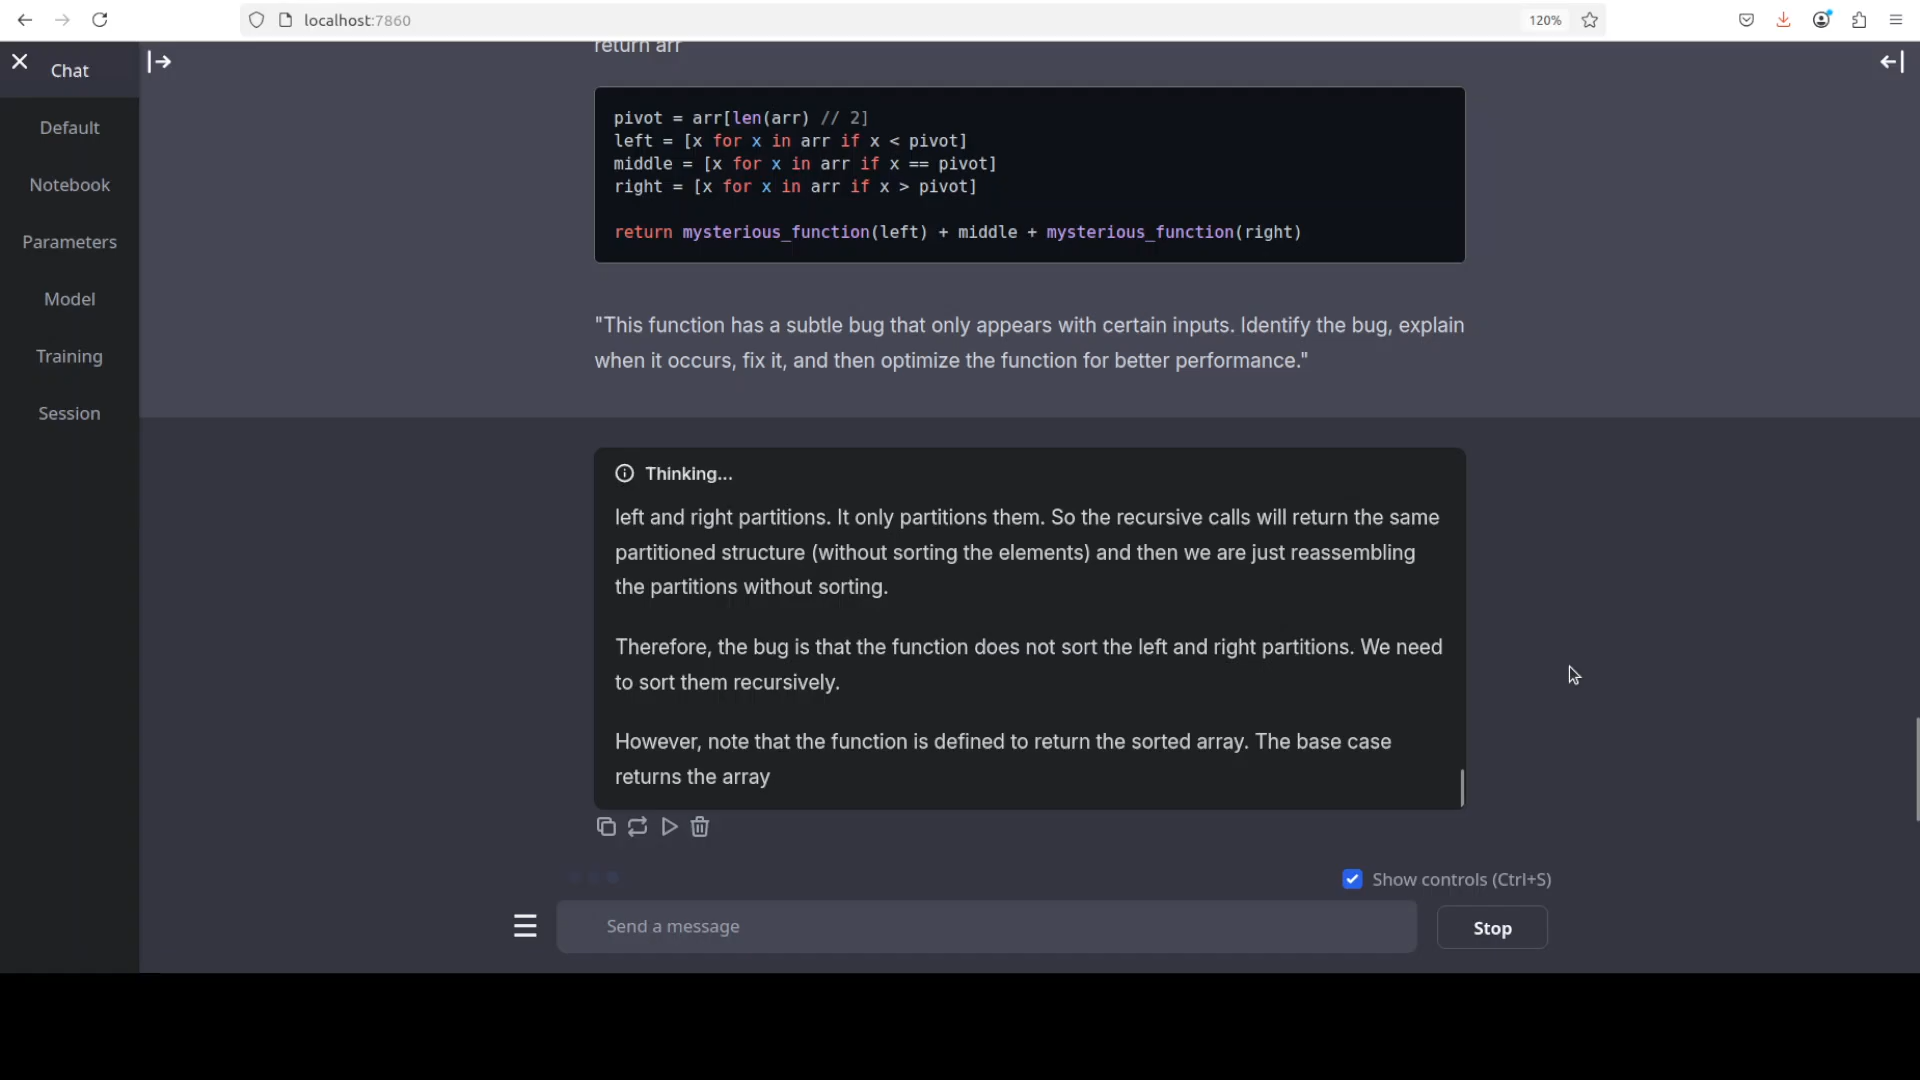 localhost:7860
120%
Chat
Default
Notebook
Parameters
Model
Training
Session
return arr
pivot = arr[len(arr) // 2]
left = [x for x in arr if x < pivot]
middle = [x for x in arr if x == pivot]
right = [x for x in arr if x > pivot]
return mysterious_function(left) + middle + mysterious_function(right)
"This function has a subtle bug that only appears with certain inputs. Identify the bug, explain
when it occurs, fix it, and then optimize the function for better performance."
Thinking...
left and right partitions. It only partitions them. So the recursive calls will return the same
partitioned structure (without sorting the elements) and then we are just reassembling
the partitions without sorting.
Therefore, the bug is that the function does not sort the left and right partitions. We need
to sort them recursively.
However, note that the function is defined to return the sorted array. The base case
returns the array
Show controls (Ctrl+S)
Send a message
Stop